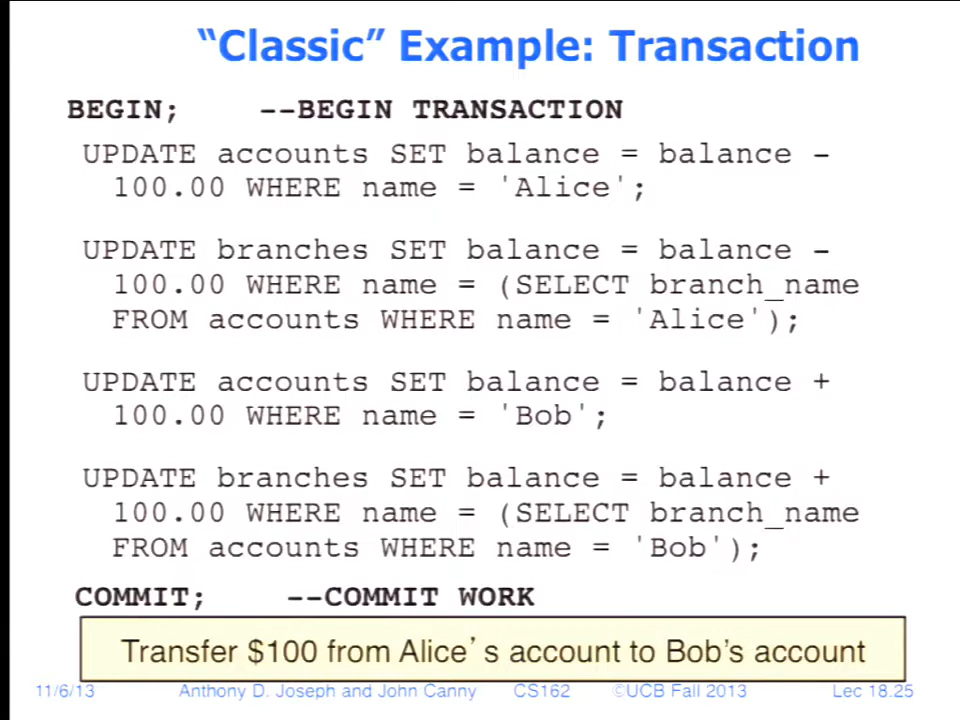 “Classic” Example: Transaction
BEGIN; --BEGIN TRANSACTION
UPDATE accounts SET balance = balance -
100.00 WHERE name = 'Alice';
UPDATE branches SET balance = balance -
100.00 WHERE name = (SELECT branch_name
FROM accounts WHERE name = 'Alice');
UPDATE accounts SET balance = balance +
100.00 WHERE name = 'Bob';
UPDATE branches SET balance = balance +
100.00 WHERE name = (SELECT branch_name
FROM accounts WHERE name = 'Bob');
COMMIT; --COMMIT WORK
Transfer $100 from Alice’s account to Bob’s account
11/6/13 Anthony D. Joseph and John Canny CS162 ©UCB Fall 2013 Lec 18.25